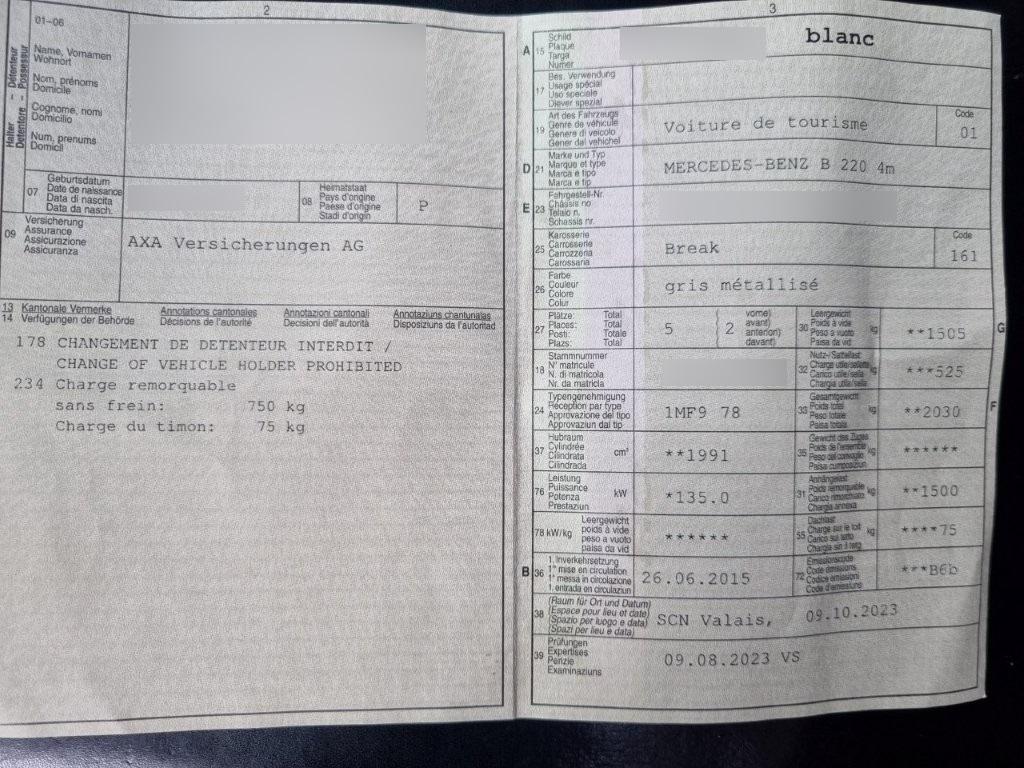 2
01-06
Halter - Détenteur
Detentore - Possessur
Name, Vornamen
Wohnort
Nom, prénoms
Domicile
Cognome, nomi
Domicilio
Num, prenums
Domicil
07
Geburtsdatum
Date de naissance
Data di nascita
Data da nasch.
08
Heimatstaat
Pays d'origine
Paese d'origine
Stadi d'origin
P
09
Versicherung
Assurance
Assicurazione
Assicuranza
AXA Versicherungen AG
13 Kantonale Vermerke Annotations cantonales Annotazioni cantonali Annotaziuns chantunalas
14 Verfügungen der Behörde Décisions de l'autorité Decisioni dell'autorità Disposiziuns da l'autoritad
178 CHANGEMENT DE DETENTEUR INTERDIT /
CHANGE OF VEHICLE HOLDER PROHIBITED
234 Charge remorquable
sans frein: 750 kg
Charge du timon: 75 kg
3
A 15
Schild
Plaque
Targa
Numer
blanc
17
Bes. Verwendung
Usage spécial
Uso speciale
Diever spezial
19
Art des Fahrzeugs
Genre de véhicule
Genere di veicolo
Gener dal vehichel
Voiture de tourisme
Code
01
D 21
Marke und Typ
Marque et type
Marca e tipo
Marca e tip
MERCEDES-BENZ B 220 4m
E 23
Fahrgestell-Nr.
Châssis no
Telaio n.
Schassis nr.
25
Karosserie
Carrosserie
Carrozzeria
Carossaria
Break
Code
161
26
Farbe
Couleur
Colore
Colur
gris métallisé
27
Plätze: Total
Places: Total
Posti: Totale
Plazs: Total
5
vorne)
avant)
anteriori)
davant)
2
30
Leergewicht
Poids à vide
Peso a vuoto
Paisa da vid
kg
**1505
G
18
Stammnummer
N° matricule
N. di matricola
Nr. da matricla
32
Nutz-/Sattellast
Charge utile/sellette
Carico utile/sella
Chargia utila/sella
kg
***525
24
Typengenehmigung
Réception par type
Approvazione del tipo
Approvaziun dal tip
1MF9 78
33
Gesamtgewicht
Poids total
Peso totale
Paisa totala
kg
**2030
F
37
Hubraum
Cylindrée
Cilindrata
Cilindrada
cm³
**1991
35
Gewicht des Zuges
Poids de l'ensemble
Peso del convoglio
Paisa cumposiziun
kg
******
76
Leistung
Puissance
Potenza
Prestaziun
kW
*135.0
31
Anhängelast
Poids remorquable
Carico rimorchiato
Chargia annexa
kg
**1500
78 kW/kg
Leergewicht
poids à vide
peso a vuoto
paisa da vid
******
55
Dachlast
Charge sur le toit
Carico sul tetto
Chargia sin il tetg
kg
****75
B 36
1. Inverkehrsetzung
1re mise en circulation
1a messa in circolazione
1. entrada en circulaziun
26.06.2015
72
Emissionscode
Code émissions
Codice emissioni
Code d'emissiuns
***B6b
38
(Raum für Ort und Datum)
(Espace pour lieu et date)
(Spazio per luogo e data)
(Spazi per lieu e data)
SCN Valais, 09.10.2023
39
Prüfungen
Expertises
Perizie
Examinaziuns
09.08.2023 VS